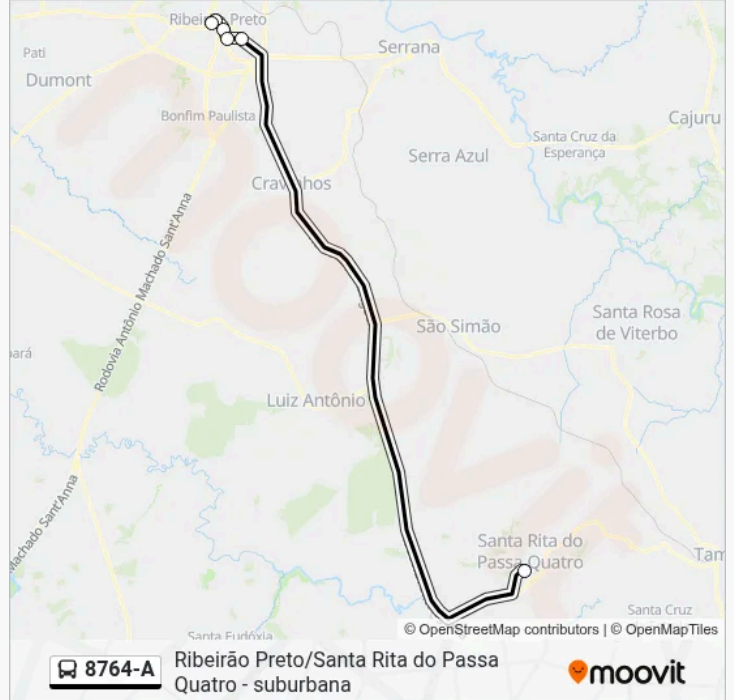 Ribeirão Preto
Serrana
Pati
Dumont
Bonfim Paulista
Cajuru
Santa Cruz da
Esperança
Serra Azul
Cravinhos
Rodovia Antônio Machado Sant'Anna
Santa Rosa
de Viterbo
São Simão
Luiz Antônio
Machado Sant'Anna
Santa Rita do
Passa Quatro
Santa Cruz
© OpenStreetMap contributors | © OpenMapTiles
Santa Eudóxia
8764-A
Ribeirão Preto/Santa Rita do Passa
Quatro - suburbana
moovit
moovit